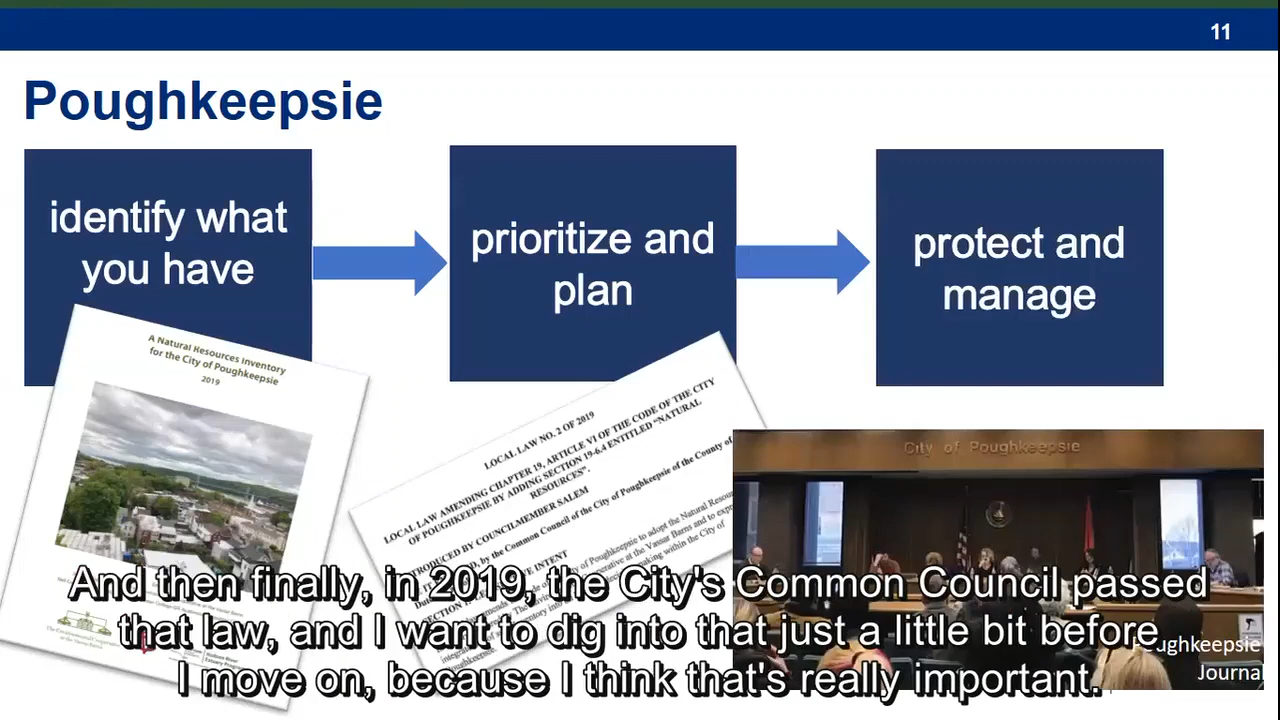 11
Poughkeepsie
identify what
you have
prioritize and
plan
protect and
manage
A Natural Resources Inventory
for the City of Poughkeepsie
2019
LOCAL LAW NO. 2 OF 2019
LOCAL LAW AMENDING CHAPTER 19, ARTICLE VI OF THE CODE OF THE CITY
OF POUGHKEEPSIE BY ADDING SECTION 19-6.4 ENTITLED "NATURAL
RESOURCES".
INTRODUCED BY COUNCILMEMBER SALEM
by the Common Council of the City of Poughkeepsie of the County of
City of Poughkeepsie
And then finally, in 2019, the City's Common Council passed
that law, and I want to dig into that just a little bit before
I move on, because I think that's really important.
Poughkeepsie
Journal